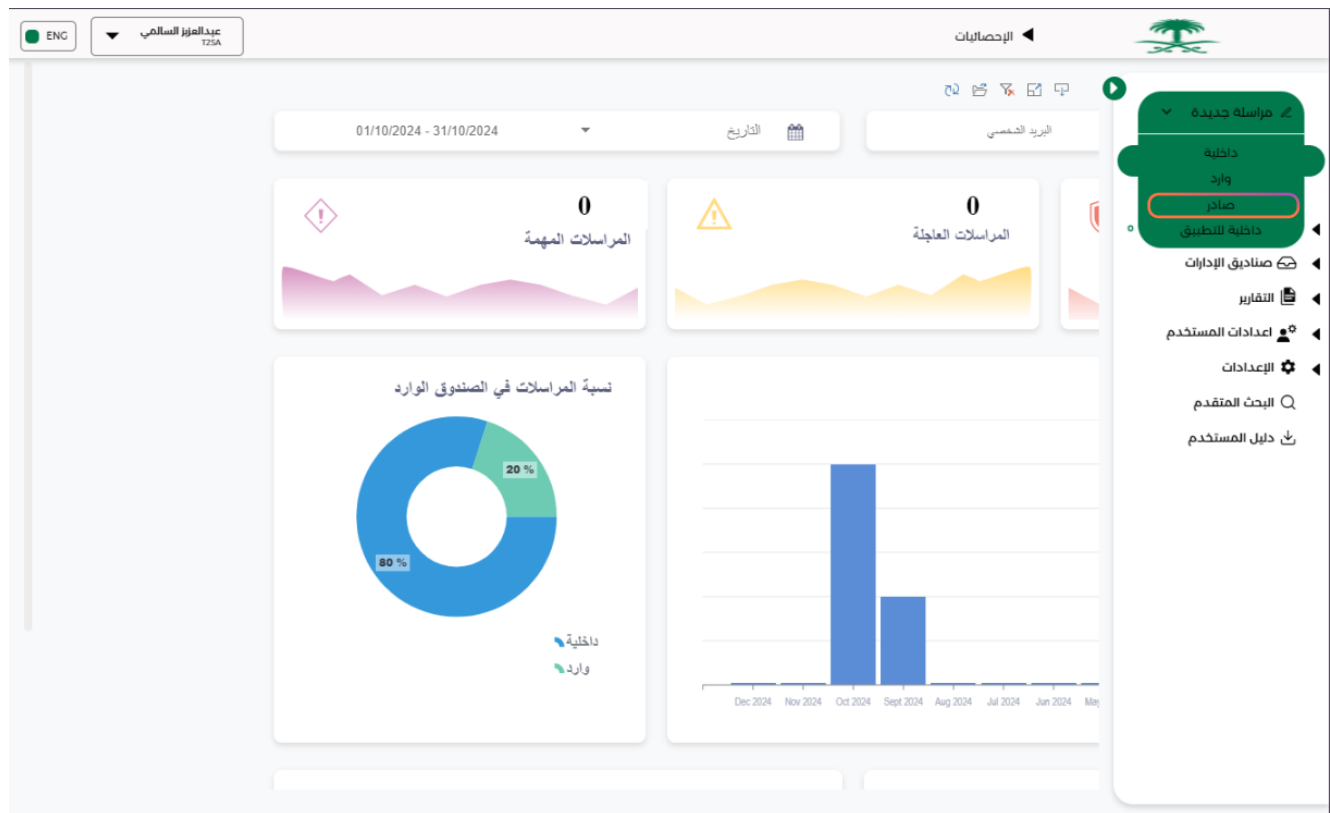 الإحصائيات
عبدالعزيز السالمي
T2SA
ENG
مراسلة جديدة
داخلية
وارد
صادر
داخلية للتطبيق
صناديق الإدارات
التقارير
اعدادات المستخدم
الإعدادات
البحث المتقدم
دليل المستخدم
البريد الشخصي
التاريخ
01/10/2024 - 31/10/2024
0
المراسلات العاجلة
0
المراسلات المهمة
Dec 2024 Nov 2024 Oct 2024 Sept 2024 Aug 2024 Jul 2024 Jun 2024
نسبة المراسلات في الصندوق الوارد
20 %
80 %
داخلية
وارد